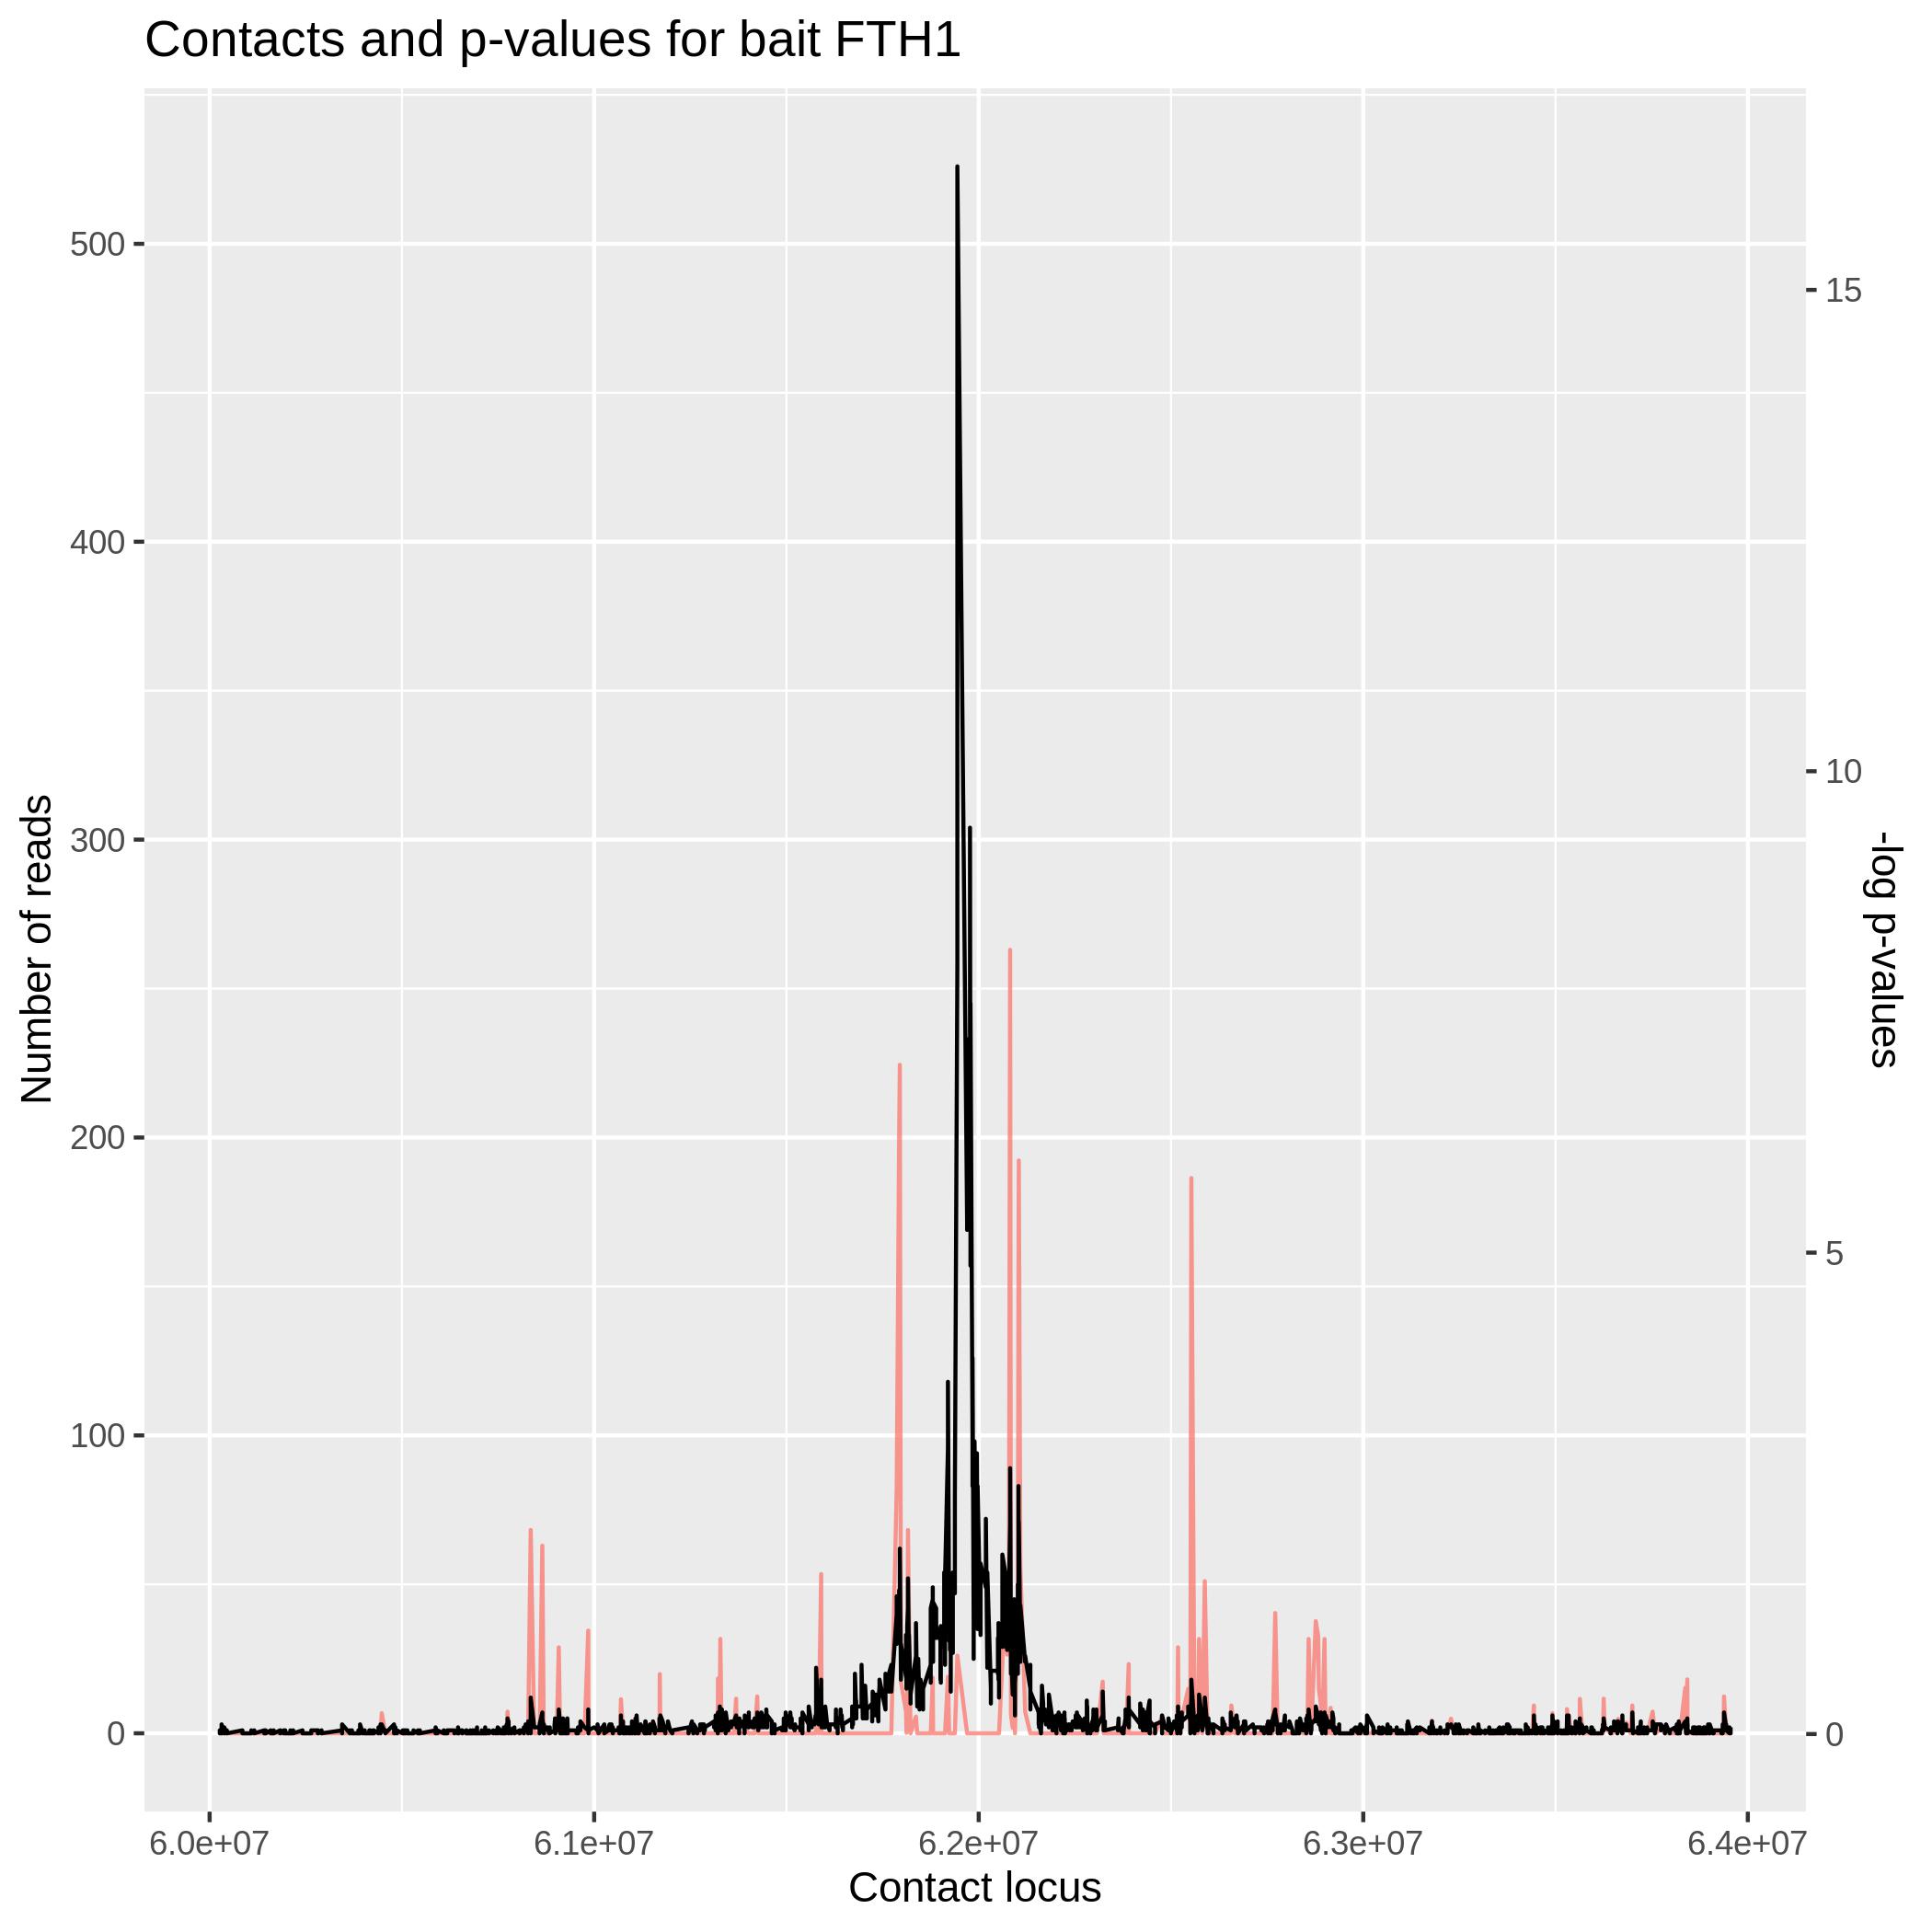 Contacts and p-values for bait FTH1
Number of reads
500
400
300
200
100
0
15
10
5
0
-log p-values
6.0e+07
6.1e+07
6.2e+07
6.3e+07
6.4e+07
Contact locus